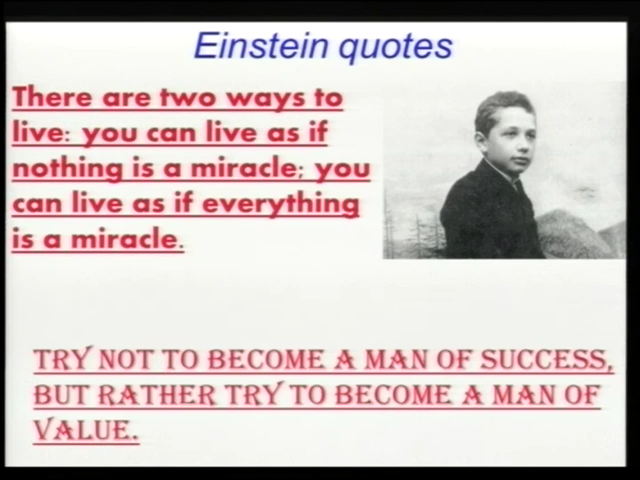 Einstein quotes
There are two ways to
live: you can live as if
nothing is a miracle; you
can live as if everything
is a miracle.
TRY NOT TO BECOME A MAN OF SUCCESS,
BUT RATHER TRY TO BECOME A MAN OF
VALUE.